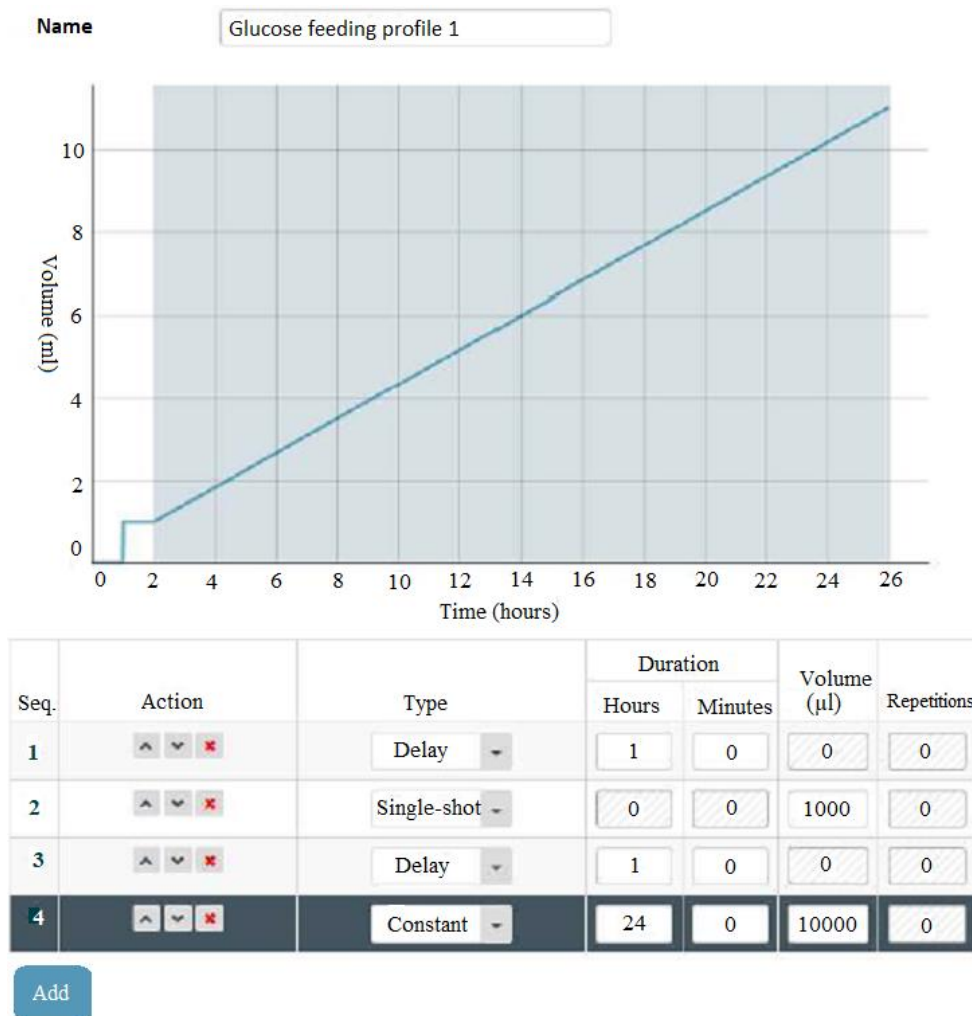 Name Glucose feeding profile 1
10
8
6
4
2
0
Volume (ml)
0 2 4 6 8 10 12 14 16 18 20 22 24 26
Time (hours)
Seq. Action Type Duration Volume (µl) Repetitions
Hours Minutes
1 Delay 1 0 0 0
2 Single-shot 0 0 1000 0
3 Delay 1 0 0 0
4 Constant 24 0 10000 0
Add